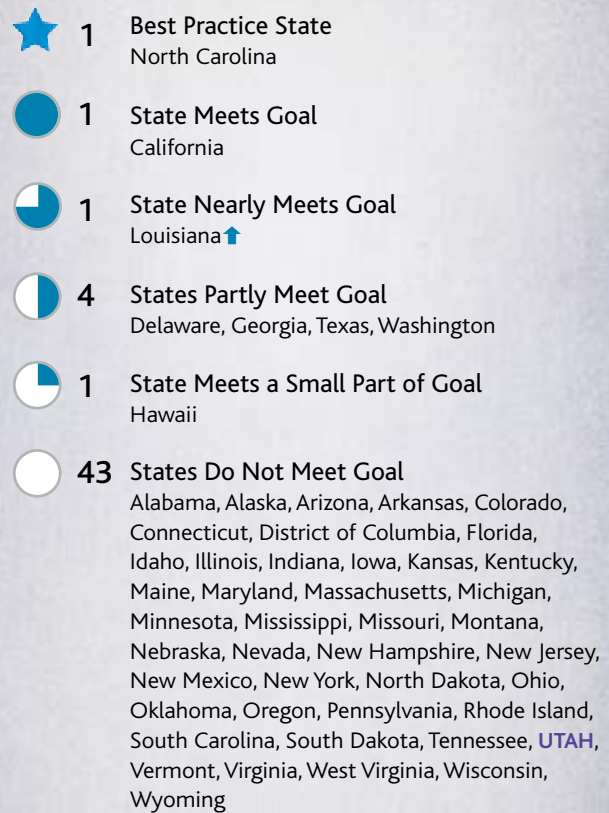 1 Best Practice State
North Carolina
1 State Meets Goal
California
1 State Nearly Meets Goal
Louisiana⬆
4 States Partly Meet Goal
Delaware, Georgia, Texas, Washington
1 State Meets a Small Part of Goal
Hawaii
43 States Do Not Meet Goal
Alabama, Alaska, Arizona, Arkansas, Colorado,
Connecticut, District of Columbia, Florida,
Idaho, Illinois, Indiana, Iowa, Kansas, Kentucky,
Maine, Maryland, Massachusetts, Michigan,
Minnesota, Mississippi, Missouri, Montana,
Nebraska, Nevada, New Hampshire, New Jersey,
New Mexico, New York, North Dakota, Ohio,
Oklahoma, Oregon, Pennsylvania, Rhode Island,
South Carolina, South Dakota, Tennessee, UTAH,
Vermont, Virginia, West Virginia, Wisconsin,
Wyoming